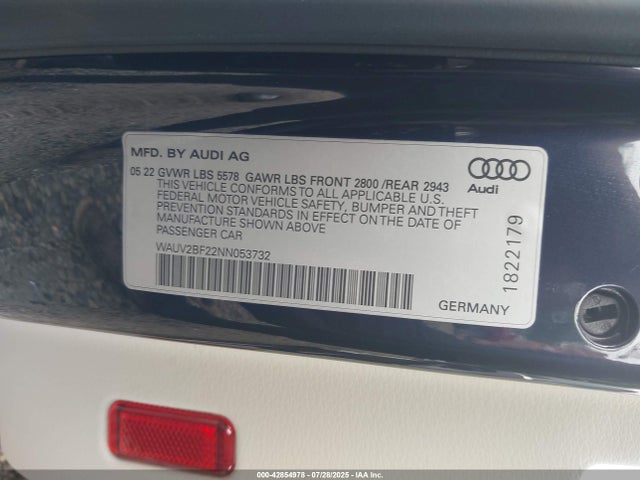 MFD. BY AUDI AG
05 22 GVWR LBS 5578 GAWR LBS FRONT 2800 /REAR 2943
THIS VEHICLE CONFORMS TO ALL APPLICABLE U.S.
FEDERAL MOTOR VEHICLE SAFETY, BUMPER AND THEFT
PREVENTION STANDARDS IN EFFECT ON THE DATE OF
MANUFACTURE SHOWN ABOVE
PASSENGER CAR
WAUV2BF22NN053732
Audi
1822179
GERMANY
000-42854978 - 07/28/2025 - IAA Inc.